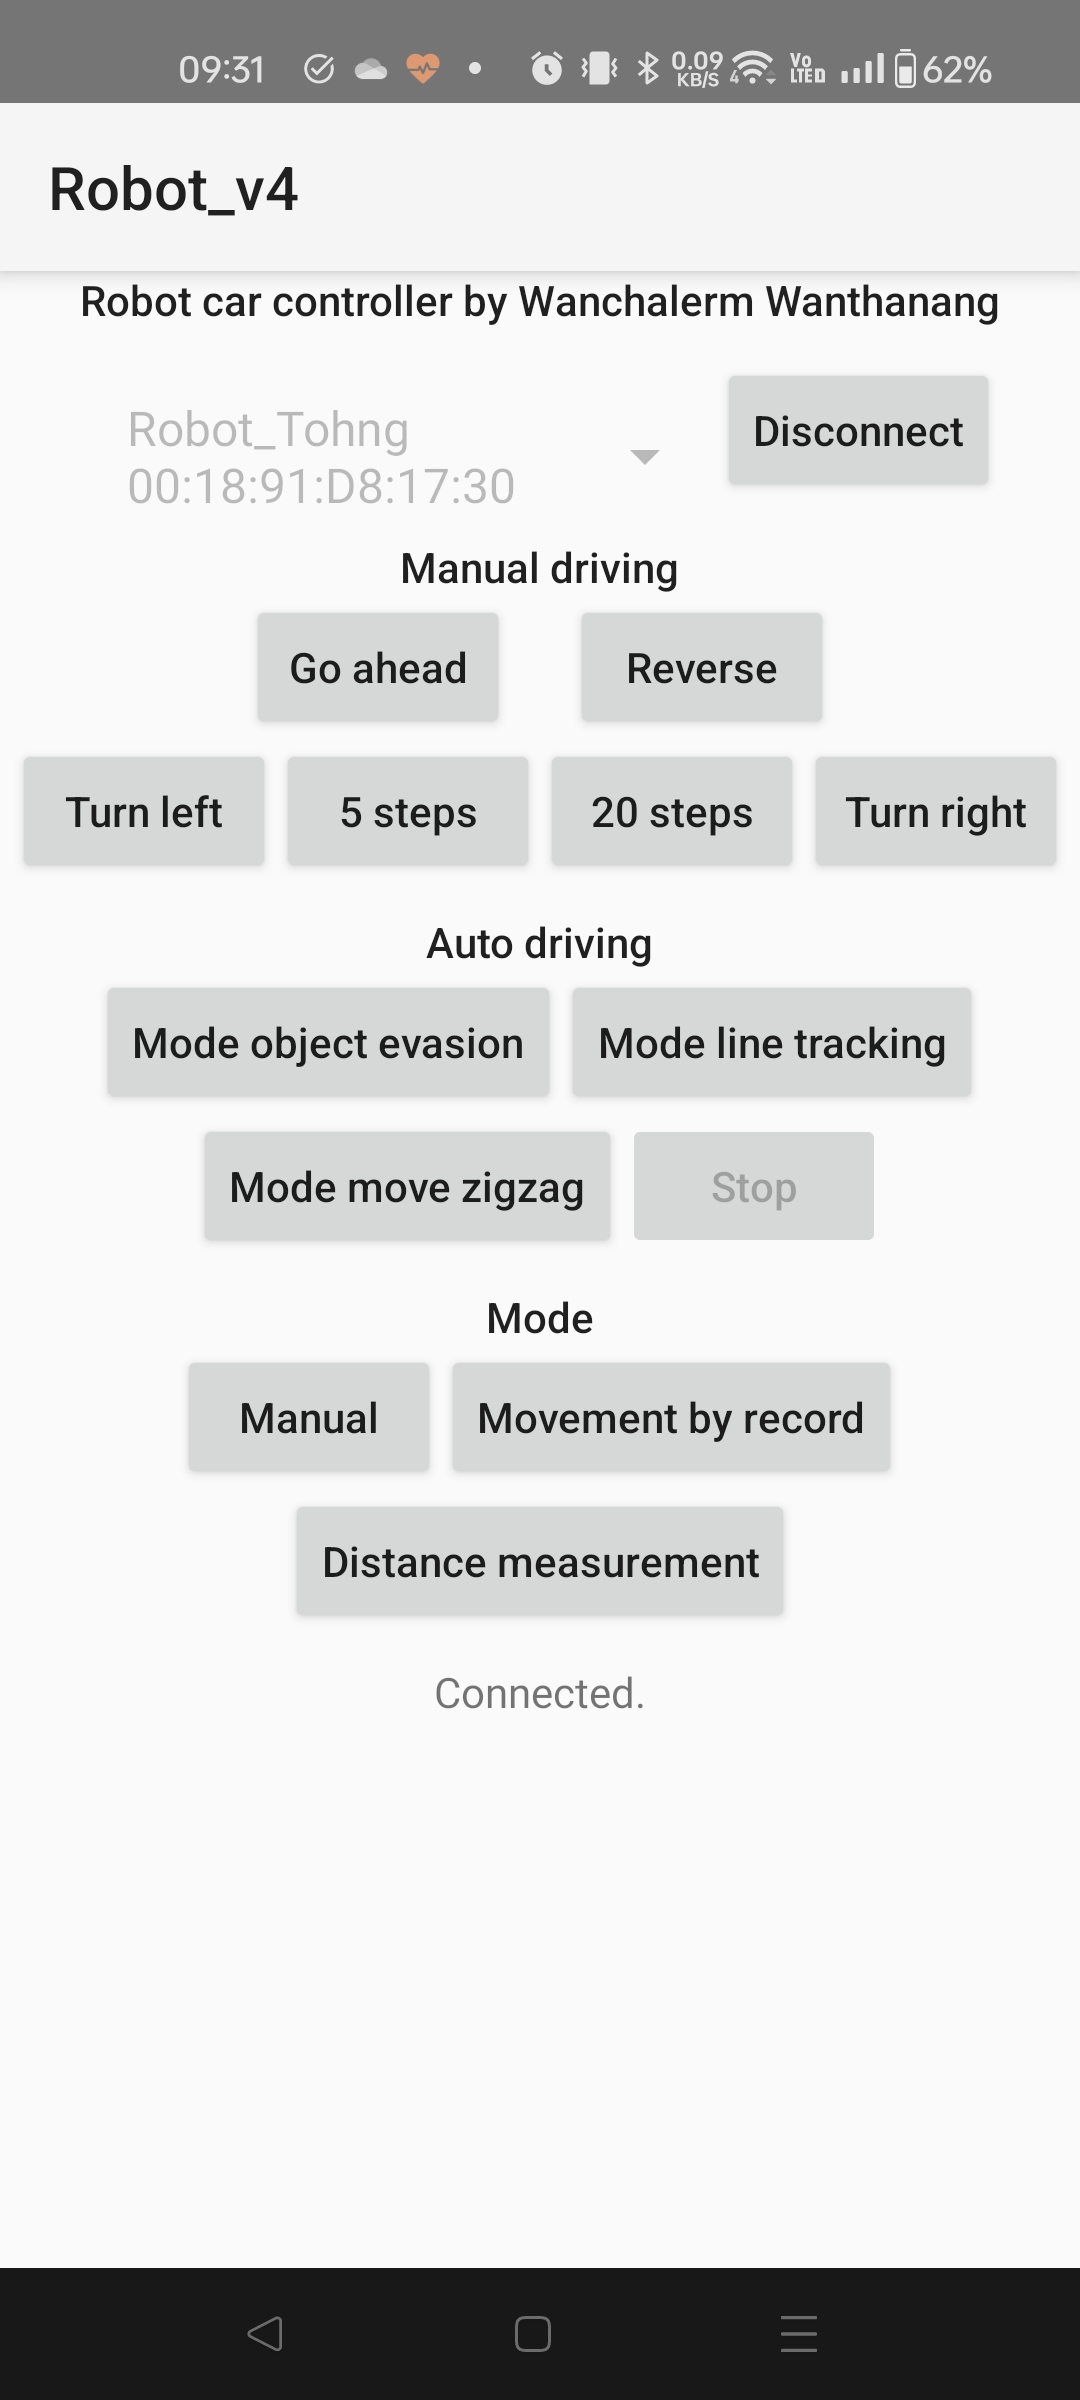 09:31 0.09 KB/S 4 Vo LTED 62%
Robot_v4
Robot car controller by Wanchalerm Wanthanang
Robot_Tohng
00:18:91:D8:17:30
Disconnect
Manual driving
Go ahead Reverse
Turn left 5 steps 20 steps Turn right
Auto driving
Mode object evasion Mode line tracking
Mode move zigzag Stop
Mode
Manual Movement by record
Distance measurement
Connected.